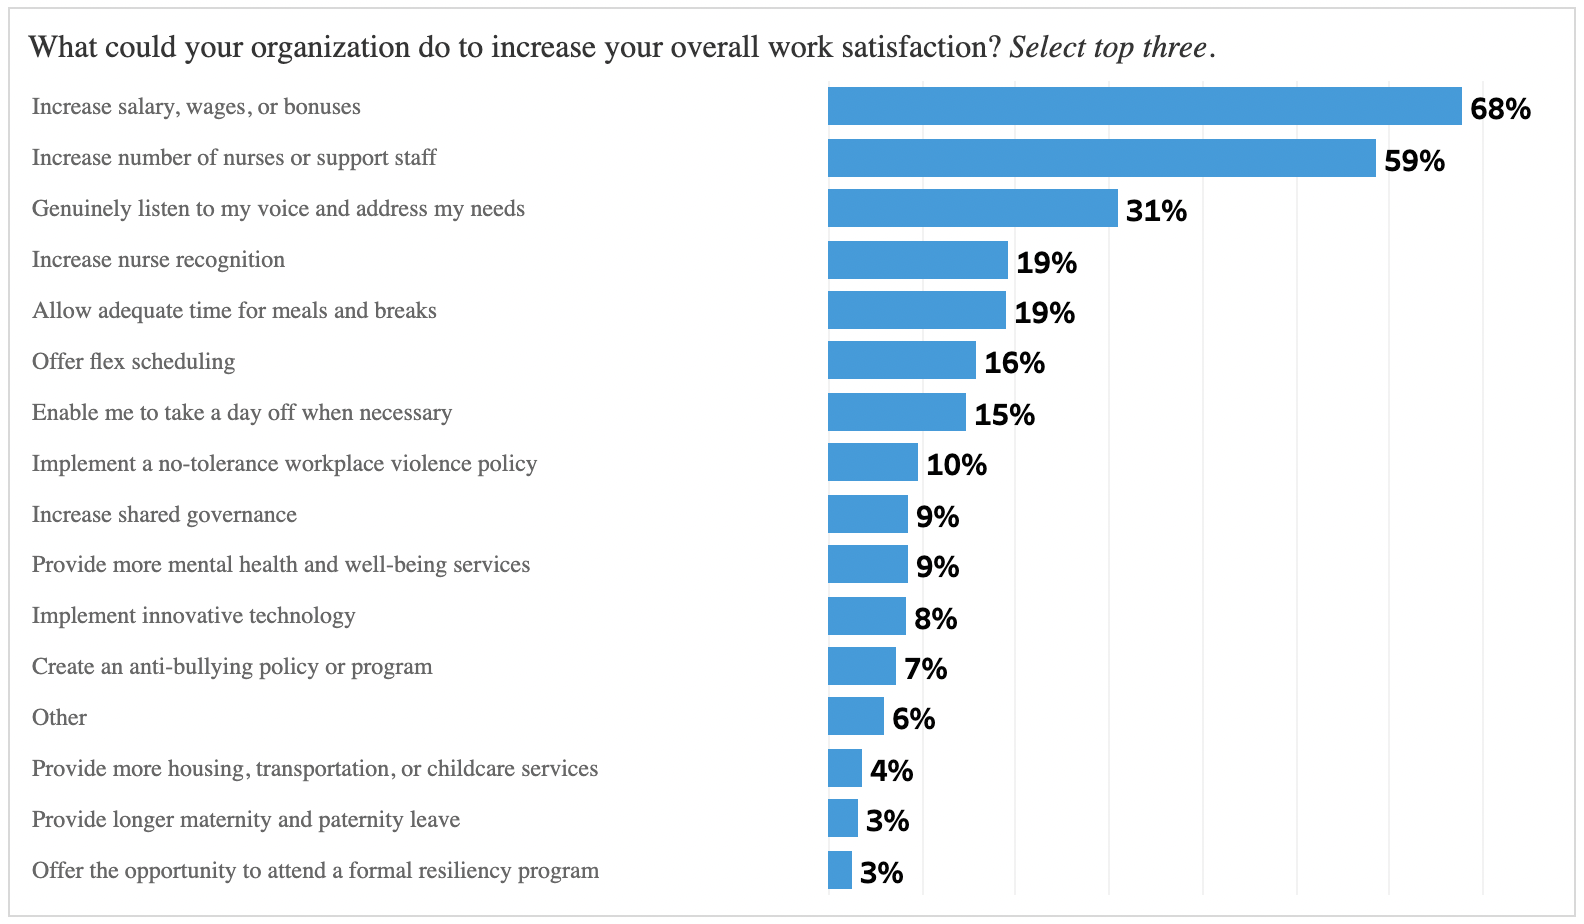 What could your organization do to increase your overall work satisfaction? Select top three.
Increase salary, wages, or bonuses 68%
Increase number of nurses or support staff 59%
Genuinely listen to my voice and address my needs 31%
Increase nurse recognition 19%
Allow adequate time for meals and breaks 19%
Offer flex scheduling 16%
Enable me to take a day off when necessary 15%
Implement a no-tolerance workplace violence policy 10%
Increase shared governance 9%
Provide more mental health and well-being services 9%
Implement innovative technology 8%
Create an anti-bullying policy or program 7%
Other 6%
Provide more housing, transportation, or childcare services 4%
Provide longer maternity and paternity leave 3%
Offer the opportunity to attend a formal resiliency program 3%